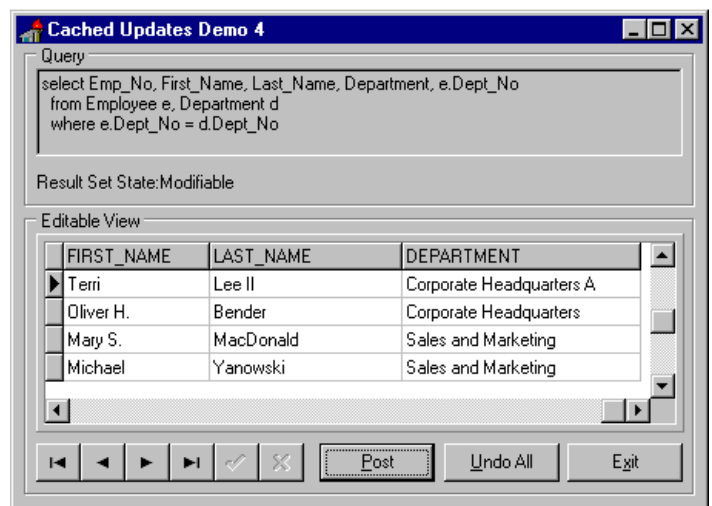 Cached Updates Demo 4
Query
select Emp_No, First_Name, Last_Name, Department, e.Dept_No
from Employee e, Department d
where e.Dept_No = d.Dept_No
Result Set State:Modifiable
Editable View
FIRST_NAME LAST_NAME DEPARTMENT
Terri Lee II Corporate Headquarters A
Oliver H. Bender Corporate Headquarters
Mary S. MacDonald Sales and Marketing
Michael Yanowski Sales and Marketing
Post Undo All Exit